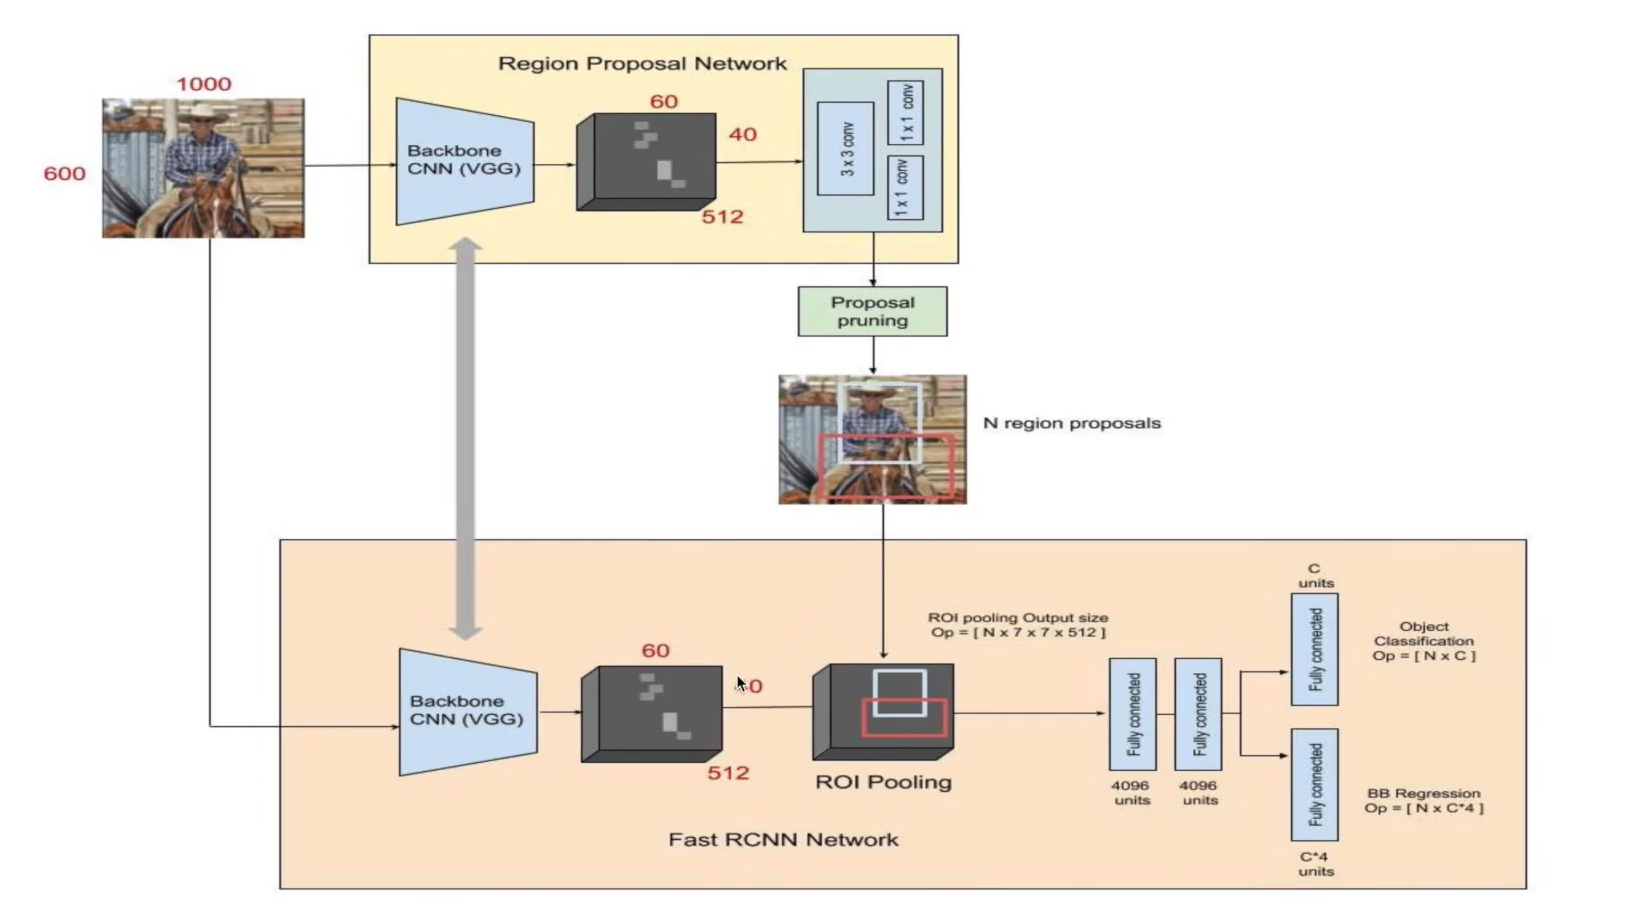 Region Proposal Network
1000
600
Backbone
CNN (VGG)
60
40
512
3 x 3 conv
1 x 1 conv
1 x 1 conv
Proposal
pruning
N region proposals
ROI pooling Output size
Op = [ N x 7 x 7 x 512 ]
Backbone
CNN (VGG)
60
0
512
ROI Pooling
Fully connected
4096
units
Fully connected
4096
units
C
units
Fully connected
Object
Classification
Op = [ N x C ]
Fully connected
BB Regression
Op = [ N x C*4 ]
C*4
units
Fast RCNN Network